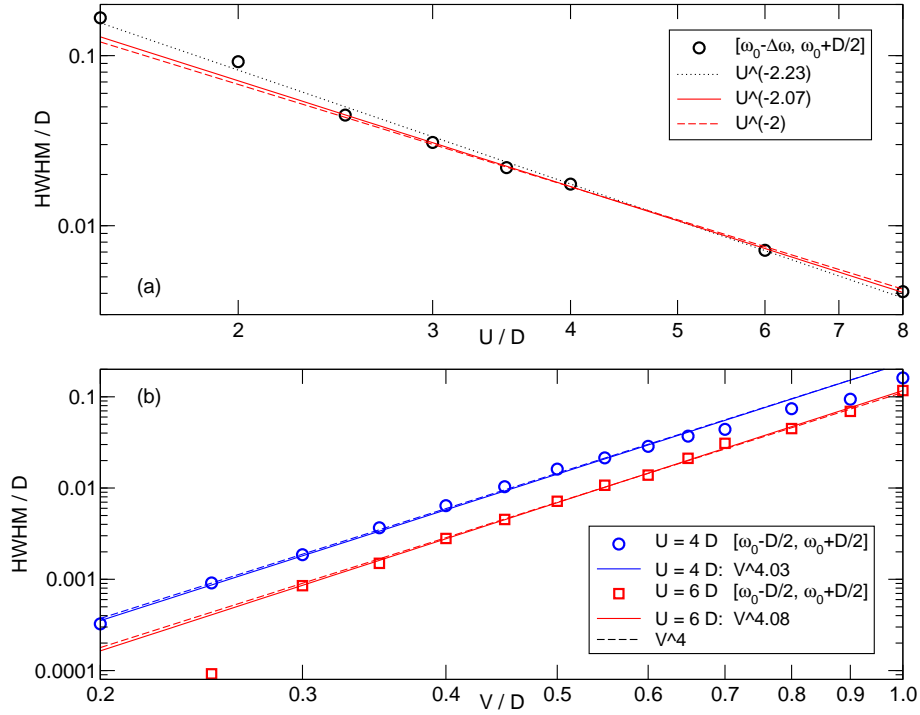 0.1
0.01
HWHM / D
[ω₀-Δω, ω₀+D/2]
U^(-2.23)
U^(-2.07)
U^(-2)
(a)
2 3 4 5 6 7 8
U / D
(b)
0.1
0.01
0.001
0.0001
HWHM / D
U = 4 D [ω₀-D/2, ω₀+D/2]
U = 4 D: V^4.03
U = 6 D [ω₀-D/2, ω₀+D/2]
U = 6 D: V^4.08
V^4
0.2 0.3 0.4 0.5 0.6 0.7 0.8 0.9 1.0
V / D